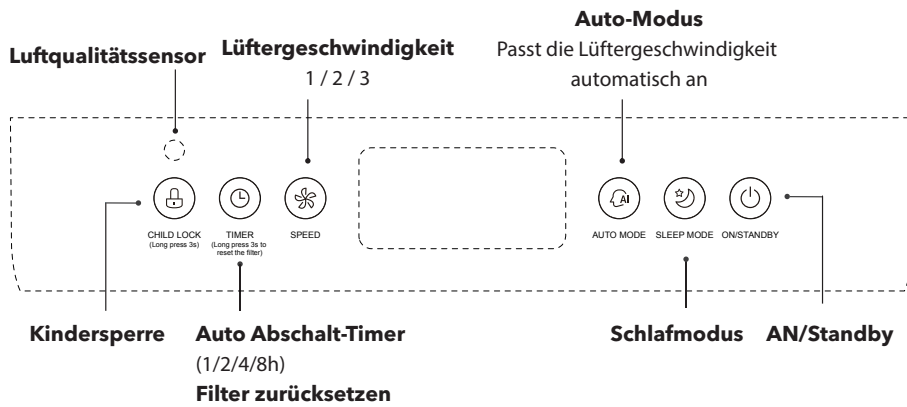 Auto-Modus
Passt die Lüftergeschwindigkeit
automatisch an
Luftqualitätssensor
Lüftergeschwindigkeit
1 / 2 / 3
AI
CHILD LOCK
(Long press 3s)
TIMER
(Long press 3s to
reset the filter)
SPEED
AUTO MODE
SLEEP MODE
ON/STANDBY
Kindersperre
Auto Abschalt-Timer
(1/2/4/8h)
Filter zurücksetzen
Schlafmodus
AN/Standby